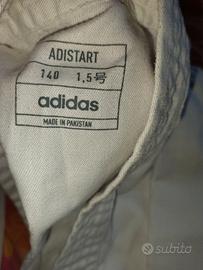 ADISTART
140 1,5号
adidas
MADE IN PAKISTAN
subito